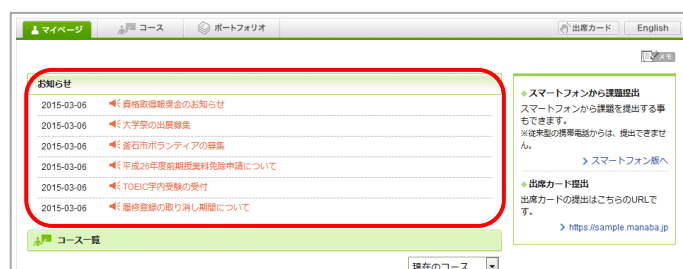 マイページ コース ポートフォリオ 出席カード English
メモ
お知らせ
2015-03-06 資格取得報奨金のお知らせ
2015-03-06 大学祭の出展募集
2015-03-06 釜石市ボランティアの募集
2015-03-06 平成26年度前期授業料免除申請について
2015-03-06 TOEIC学内受験の受付
2015-03-06 履修登録の取り消し期間について
コース一覧
現在のコース
スマートフォンから課題提出
スマートフォンから課題を提出する事
もできます。
※従来型の携帯電話からは、提出できませ
ん。
スマートフォン版へ
出席カード提出
出席カードの提出はこちらのURLで
す。
https://sample.manaba.jp